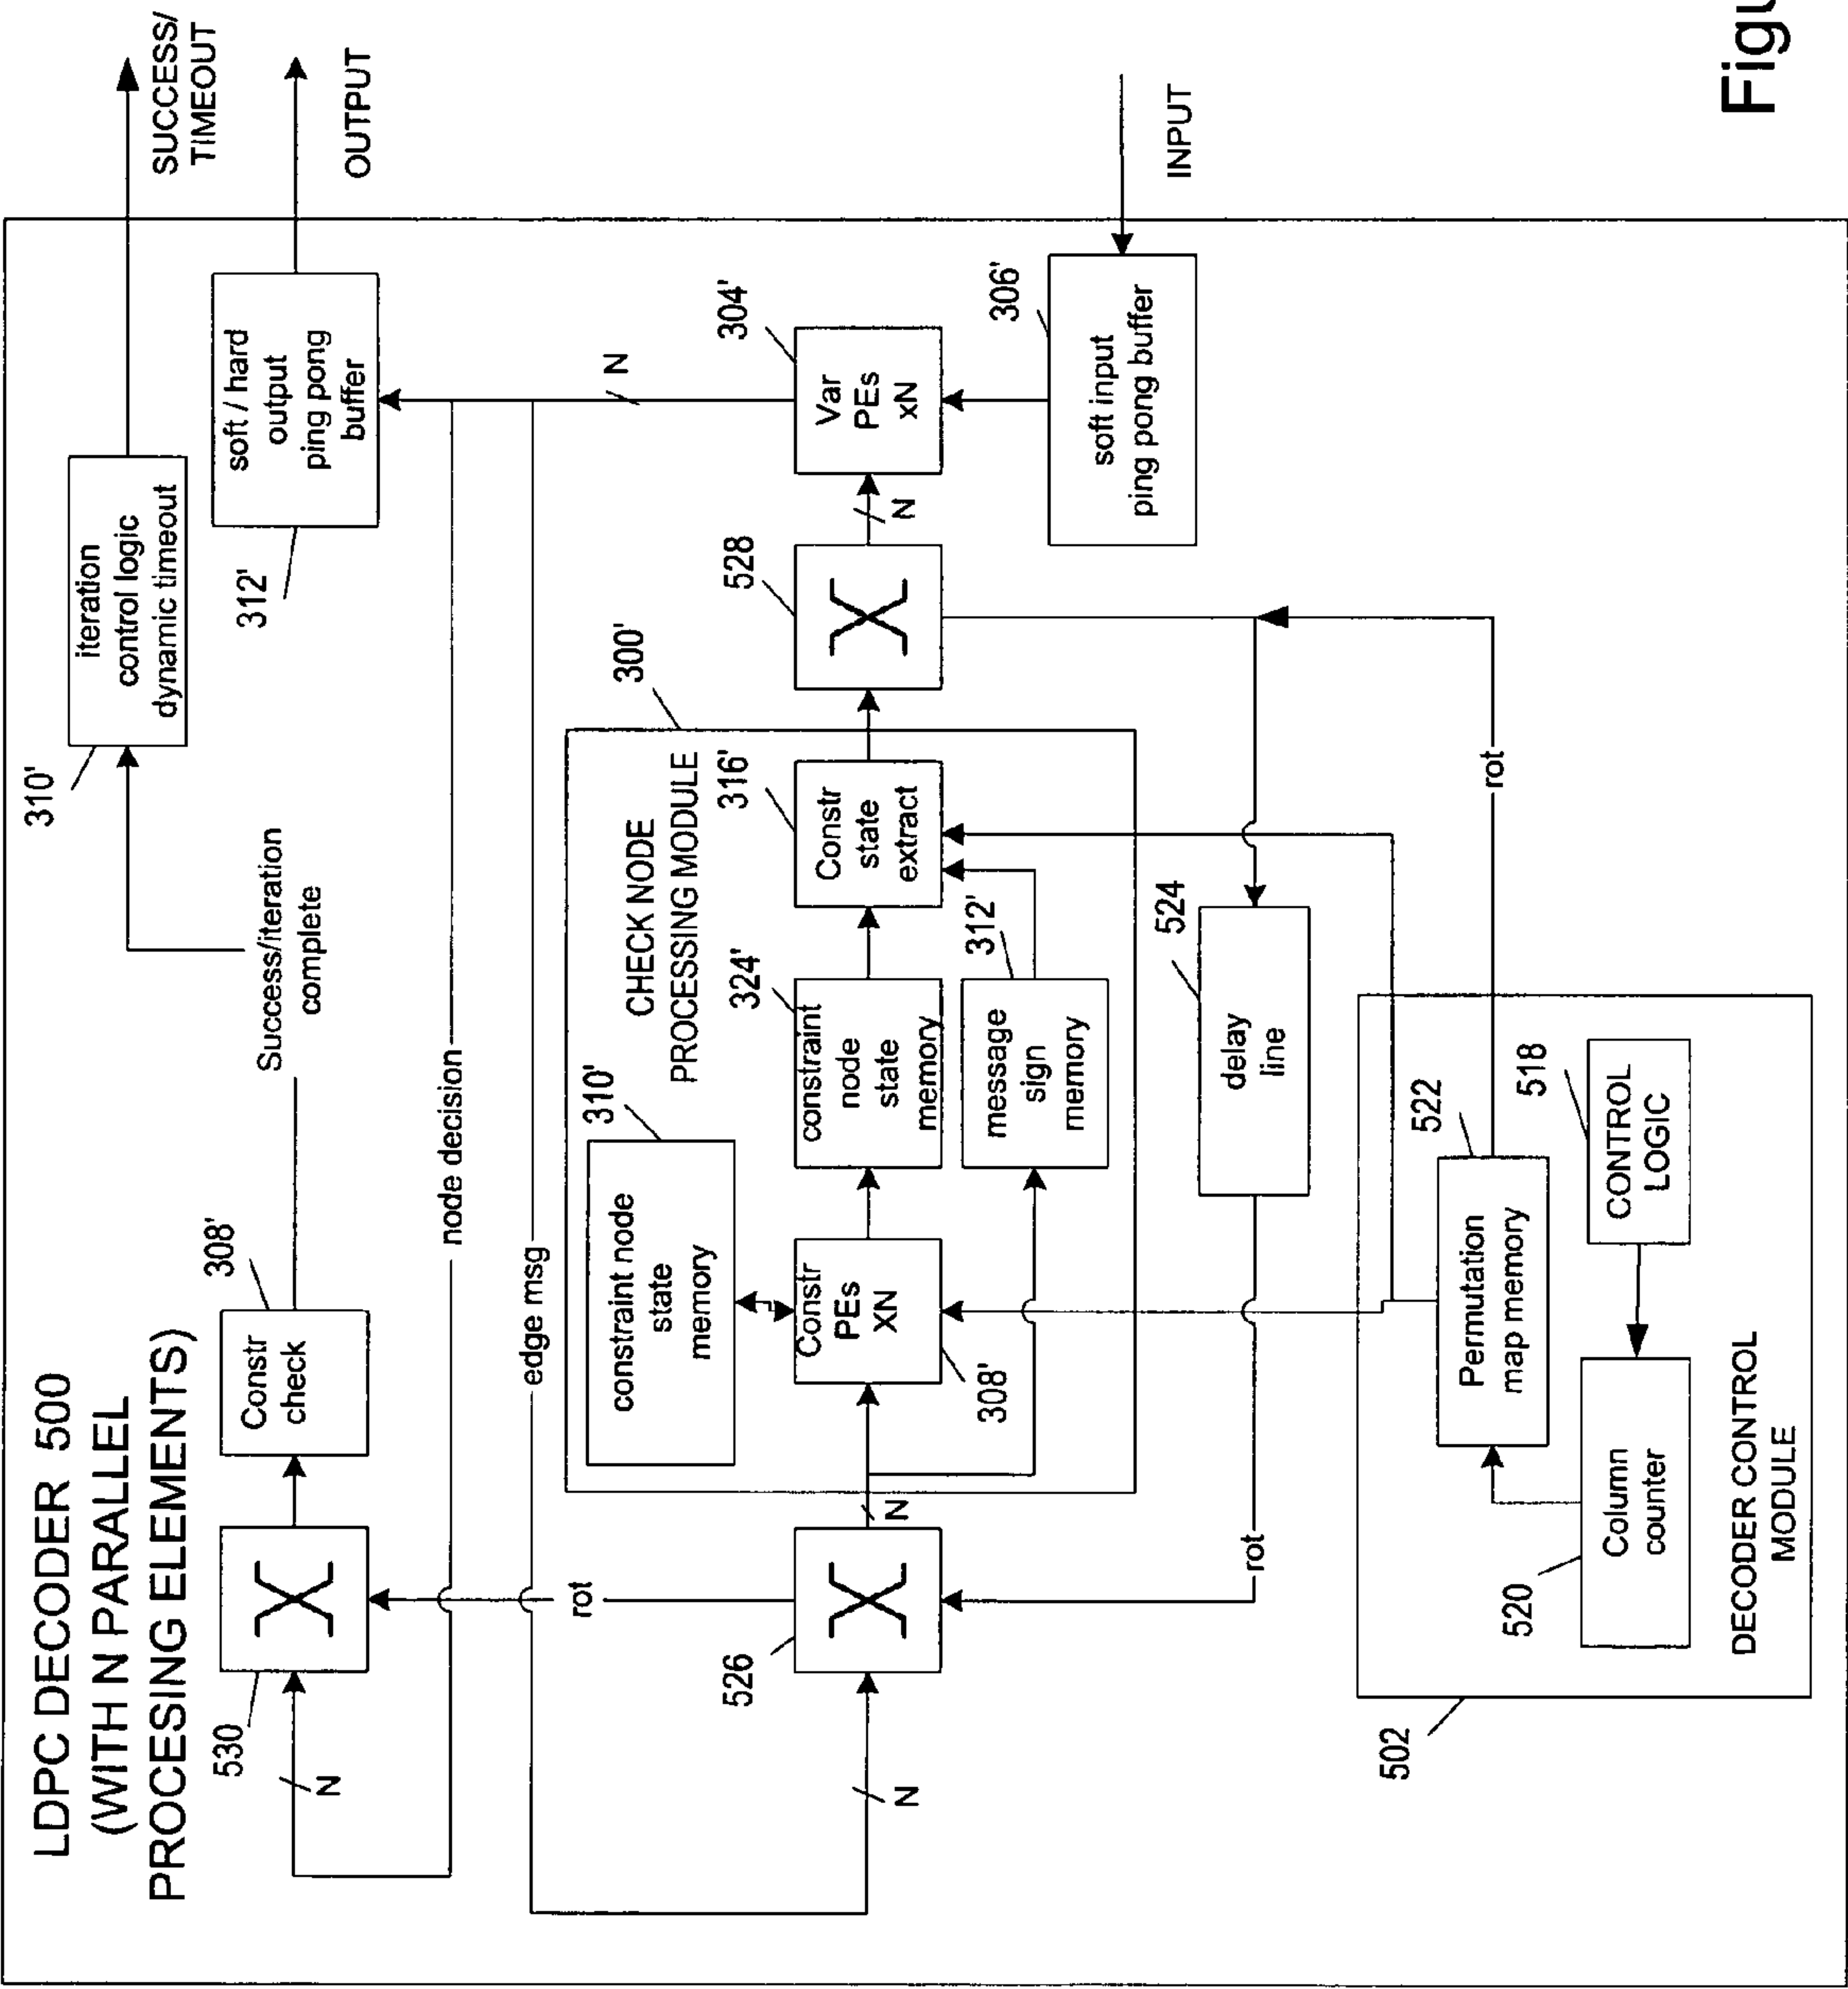 LDPC DECODER 500
(WITH N PARALLEL
PROCESSING ELEMENTS)
310'
iteration
control logic
dynamic timeout
SUCCESS/
TIMEOUT
Success/iteration
complete
530
N
308'
Constr
check
312'
soft / hard
output
ping pong
buffer
OUTPUT
node decision
edge msg
N
rot
300'
CHECK NODE
PROCESSING MODULE
310'
constraint node
state
memory
526
N
N
Constr
PEs
XN
308'
324'
constraint
node
state
memory
312'
message
sign
memory
316'
Constr
state
extract
528
N
304'
Var
PEs
xN
306'
soft input
ping pong buffer
INPUT
524
delay
line
rot
rot
502
520
Column
counter
522
Permutation
map memory
518
CONTROL
LOGIC
DECODER CONTROL
MODULE